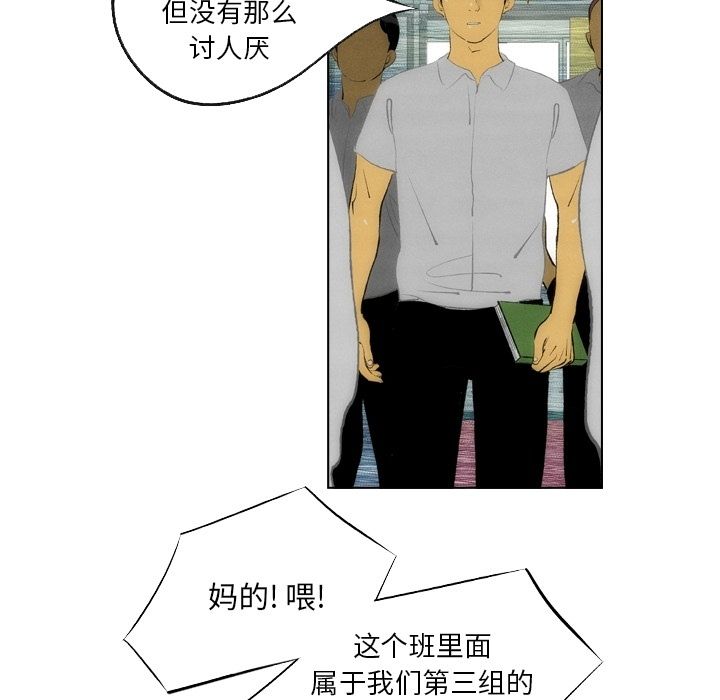 但没有那么
讨人厌
妈的! 喂!
这个班里面
属于我们第三组的